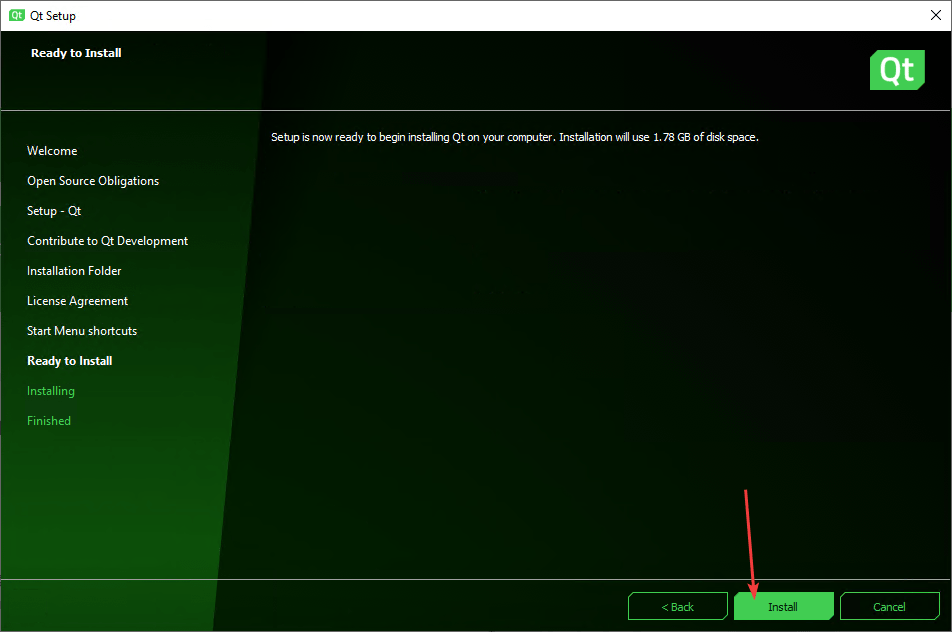 Qt Qt Setup
Ready to Install
Qt
Setup is now ready to begin installing Qt on your computer. Installation will use 1.78 GB of disk space.
Welcome
Open Source Obligations
Setup - Qt
Contribute to Qt Development
Installation Folder
License Agreement
Start Menu shortcuts
Ready to Install
Installing
Finished
< Back
Install
Cancel